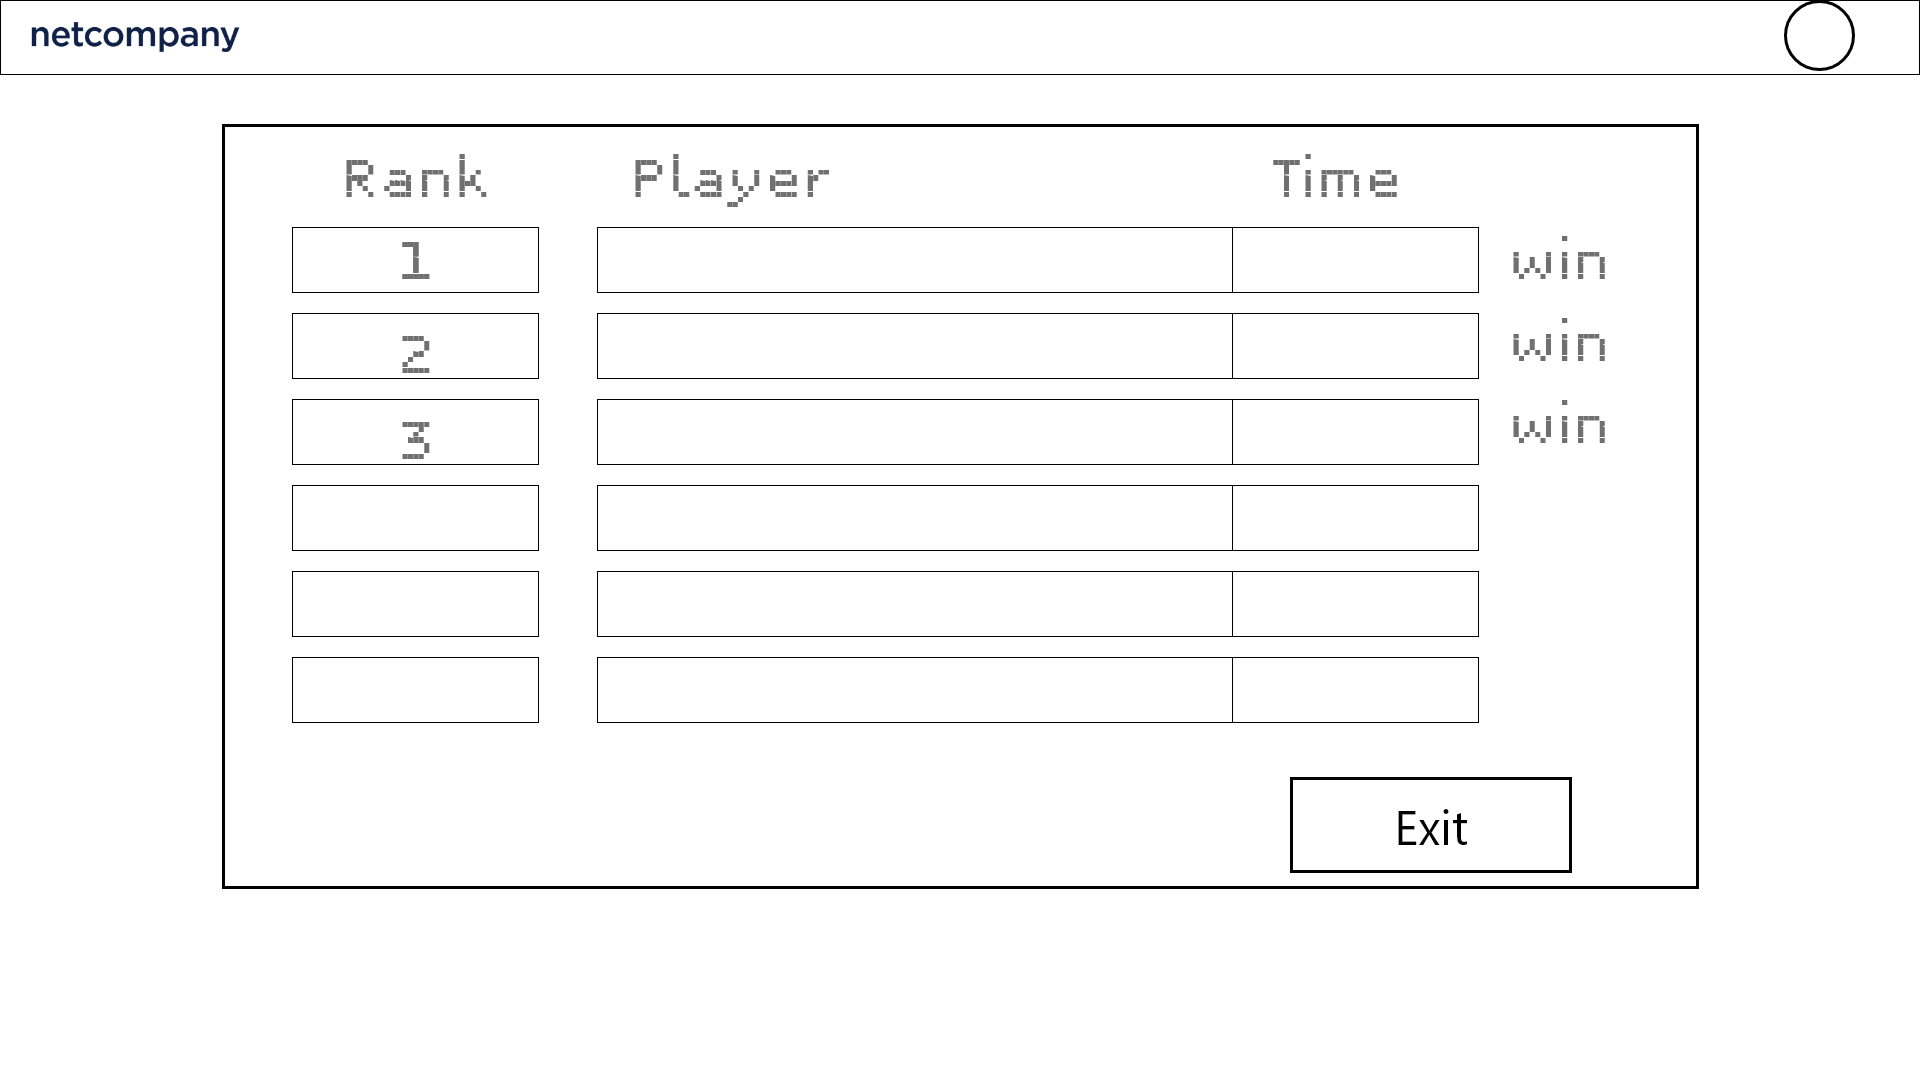 netcompany
Rank Player Time
1 win
2 win
3 win
Exit